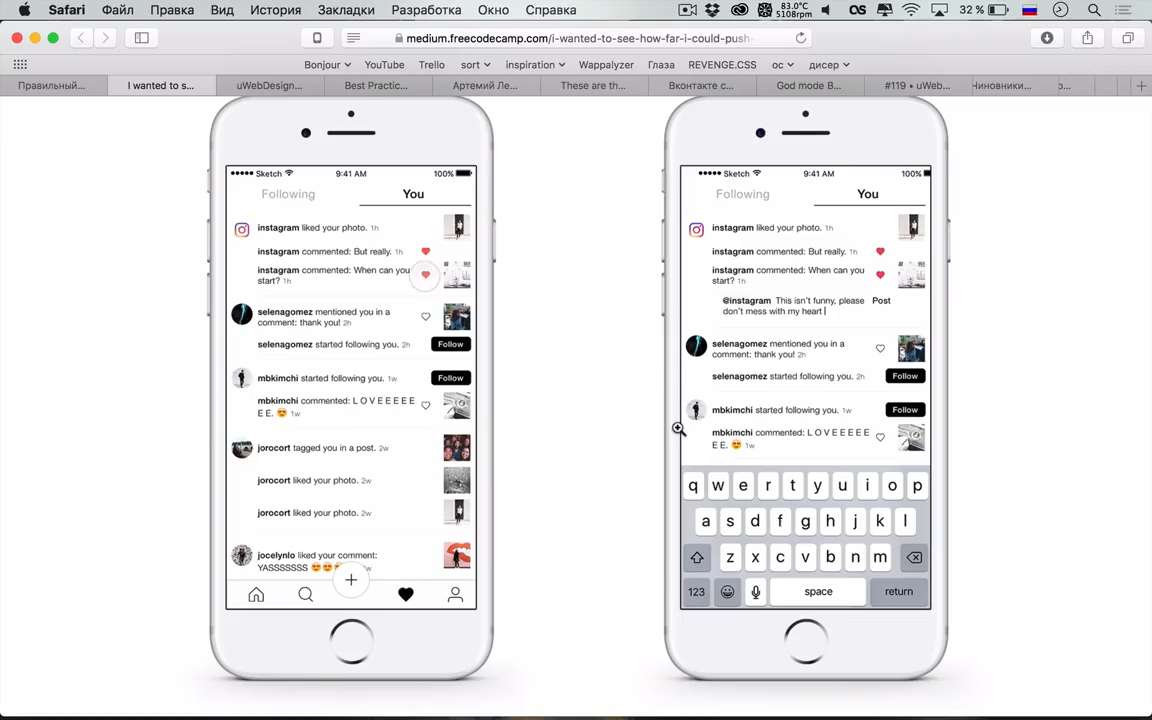 Safari Файл Правка Вид История Закладки Разработка Окно Справка 83.0°C 5108rpm 32 %
medium.freecodecamp.com/i-wanted-to-see-how-far-i-could-push-
Bonjour YouTube Trello sort inspiration Wappalyzer Глаза REVENGE.CSS ос дисер
Правильный... I wanted to s... uWebDesign... Best Practic... Артемий Ле... These are th... Вконтакте с... God mode В... #119 • uWeb... Чиновники...
Sketch 9:41 AM 100%
Following You
instagram liked your photo. 1h
instagram commented: But really. 1h
instagram commented: When can you
start? 1h
selenagomez mentioned you in a
comment: thank you! 2h
selenagomez started following you. 2h Follow
mbkimchi started following you. 1w Follow
mbkimchi commented: L O V E E E E E
E E. 😍 1w
jorocort tagged you in a post. 2w
jorocort liked your photo. 2w
jorocort liked your photo. 2w
jocelynlo liked your comment:
YASSSSSSS 😍😍
Sketch 9:41 AM 100%
Following You
instagram liked your photo. 1h
instagram commented: But really. 1h
instagram commented: When can you
start? 1h
@instagram This isn't funny, please Post
don't mess with my heart
selenagomez mentioned you in a
comment: thank you! 2h
selenagomez started following you. 2h Follow
mbkimchi started following you. 1w Follow
mbkimchi commented: L O V E E E E E
E E. 😍 1w
q w e r t y u i o p
a s d f g h j k l
z x c v b n m
123 space return